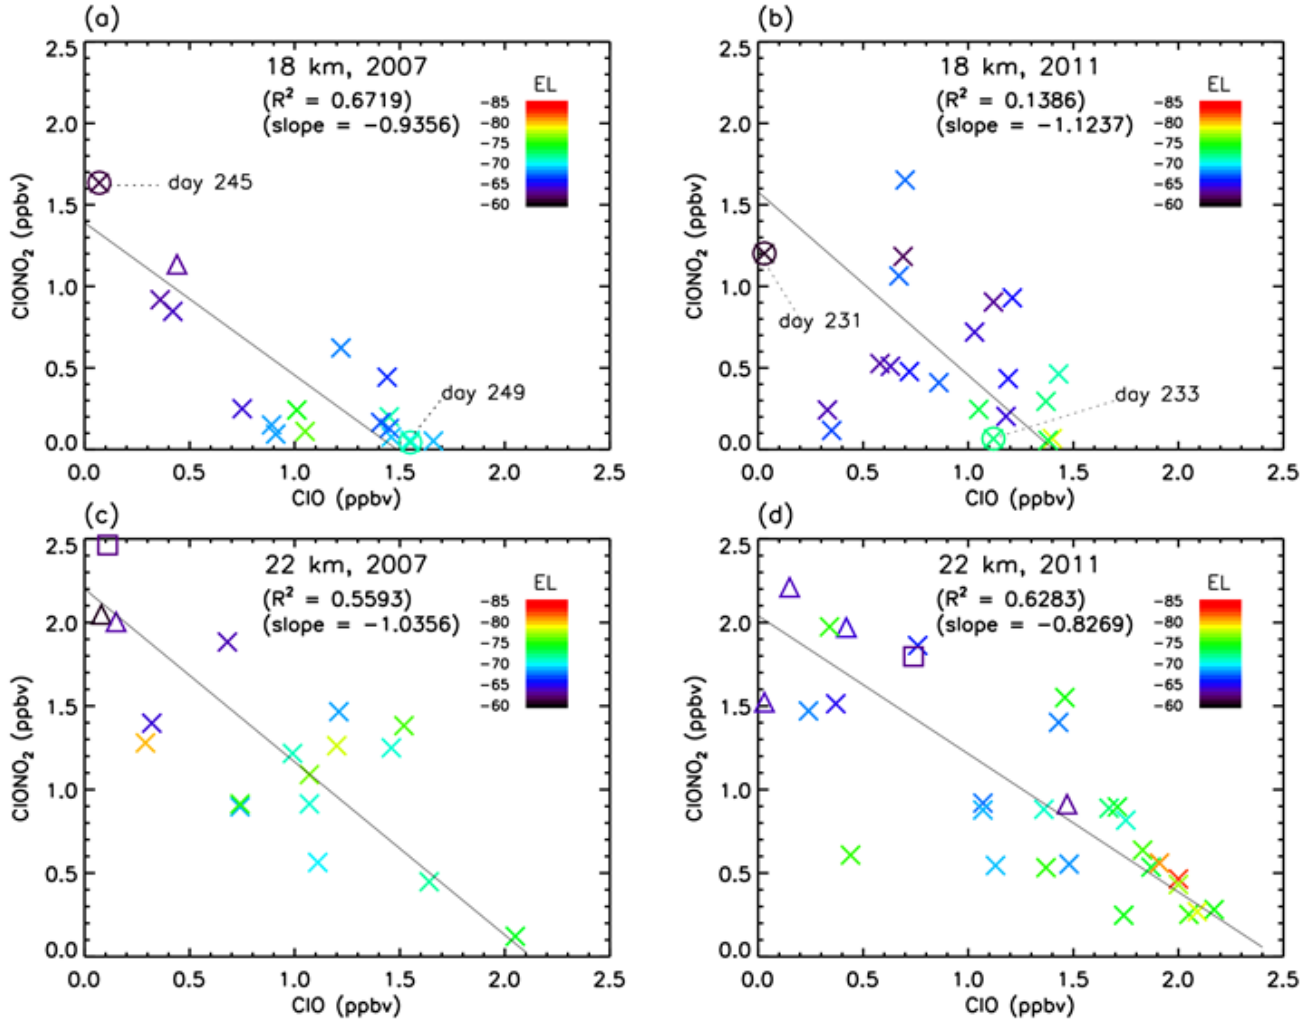 (a)
18 km, 2007
(R² = 0.6719)
(slope = -0.9356)
EL
-85
-80
-75
-70
-65
-60
day 245
day 249
2.5
2.0
1.5
1.0
0.5
0.0
ClONO₂ (ppbv)
0.0 0.5 1.0 1.5 2.0 2.5
ClO (ppbv)
(b)
18 km, 2011
(R² = 0.1386)
(slope = -1.1237)
EL
-85
-80
-75
-70
-65
-60
day 231
day 233
2.5
2.0
1.5
1.0
0.5
0.0
ClONO₂ (ppbv)
0.0 0.5 1.0 1.5 2.0 2.5
ClO (ppbv)
(c)
22 km, 2007
(R² = 0.5593)
(slope = -1.0356)
EL
-85
-80
-75
-70
-65
-60
2.5
2.0
1.5
1.0
0.5
0.0
ClONO₂ (ppbv)
0.0 0.5 1.0 1.5 2.0 2.5
ClO (ppbv)
(d)
22 km, 2011
(R² = 0.6283)
(slope = -0.8269)
EL
-85
-80
-75
-70
-65
-60
2.5
2.0
1.5
1.0
0.5
0.0
ClONO₂ (ppbv)
0.0 0.5 1.0 1.5 2.0 2.5
ClO (ppbv)